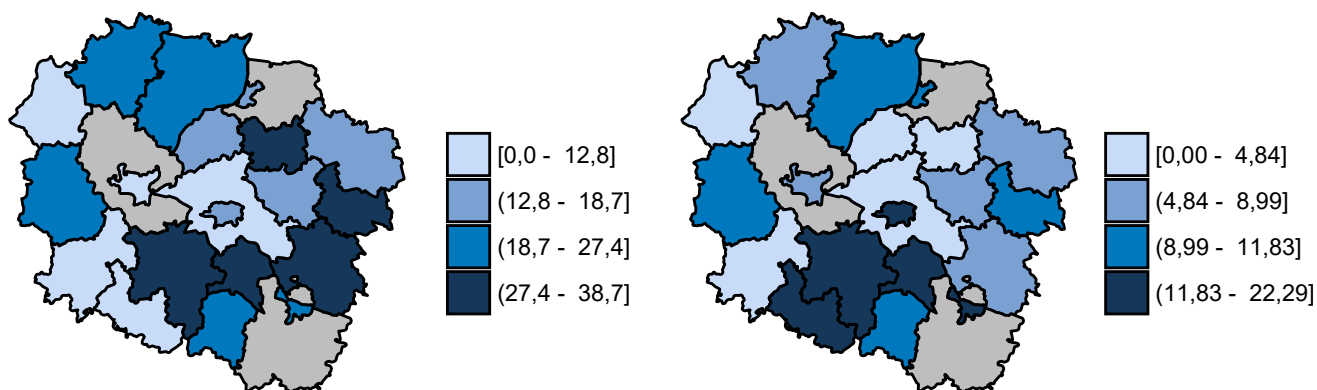 [0,0 - 12,8]
(12,8 - 18,7]
(18,7 - 27,4]
(27,4 - 38,7]
[0,00 - 4,84]
(4,84 - 8,99]
(8,99 - 11,83]
(11,83 - 22,29]